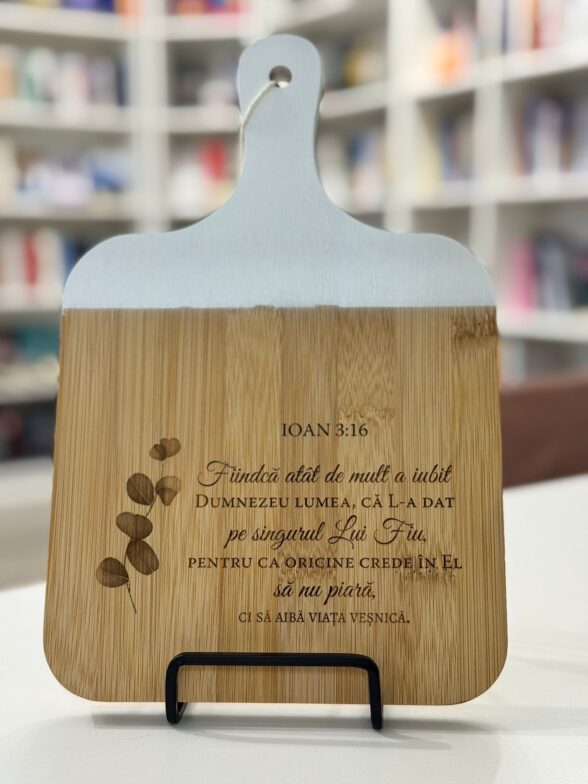 IOAN 3:16
Fiindcă atât de mult a iubit
DUMNEZEU LUMEA, CĂ L-A DAT
pe singurul Lui Fiu,
PENTRU CA ORICINE CREDE ÎN EL
să nu piară,
CI SĂ AIBĂ VIAȚA VEȘNICĂ.